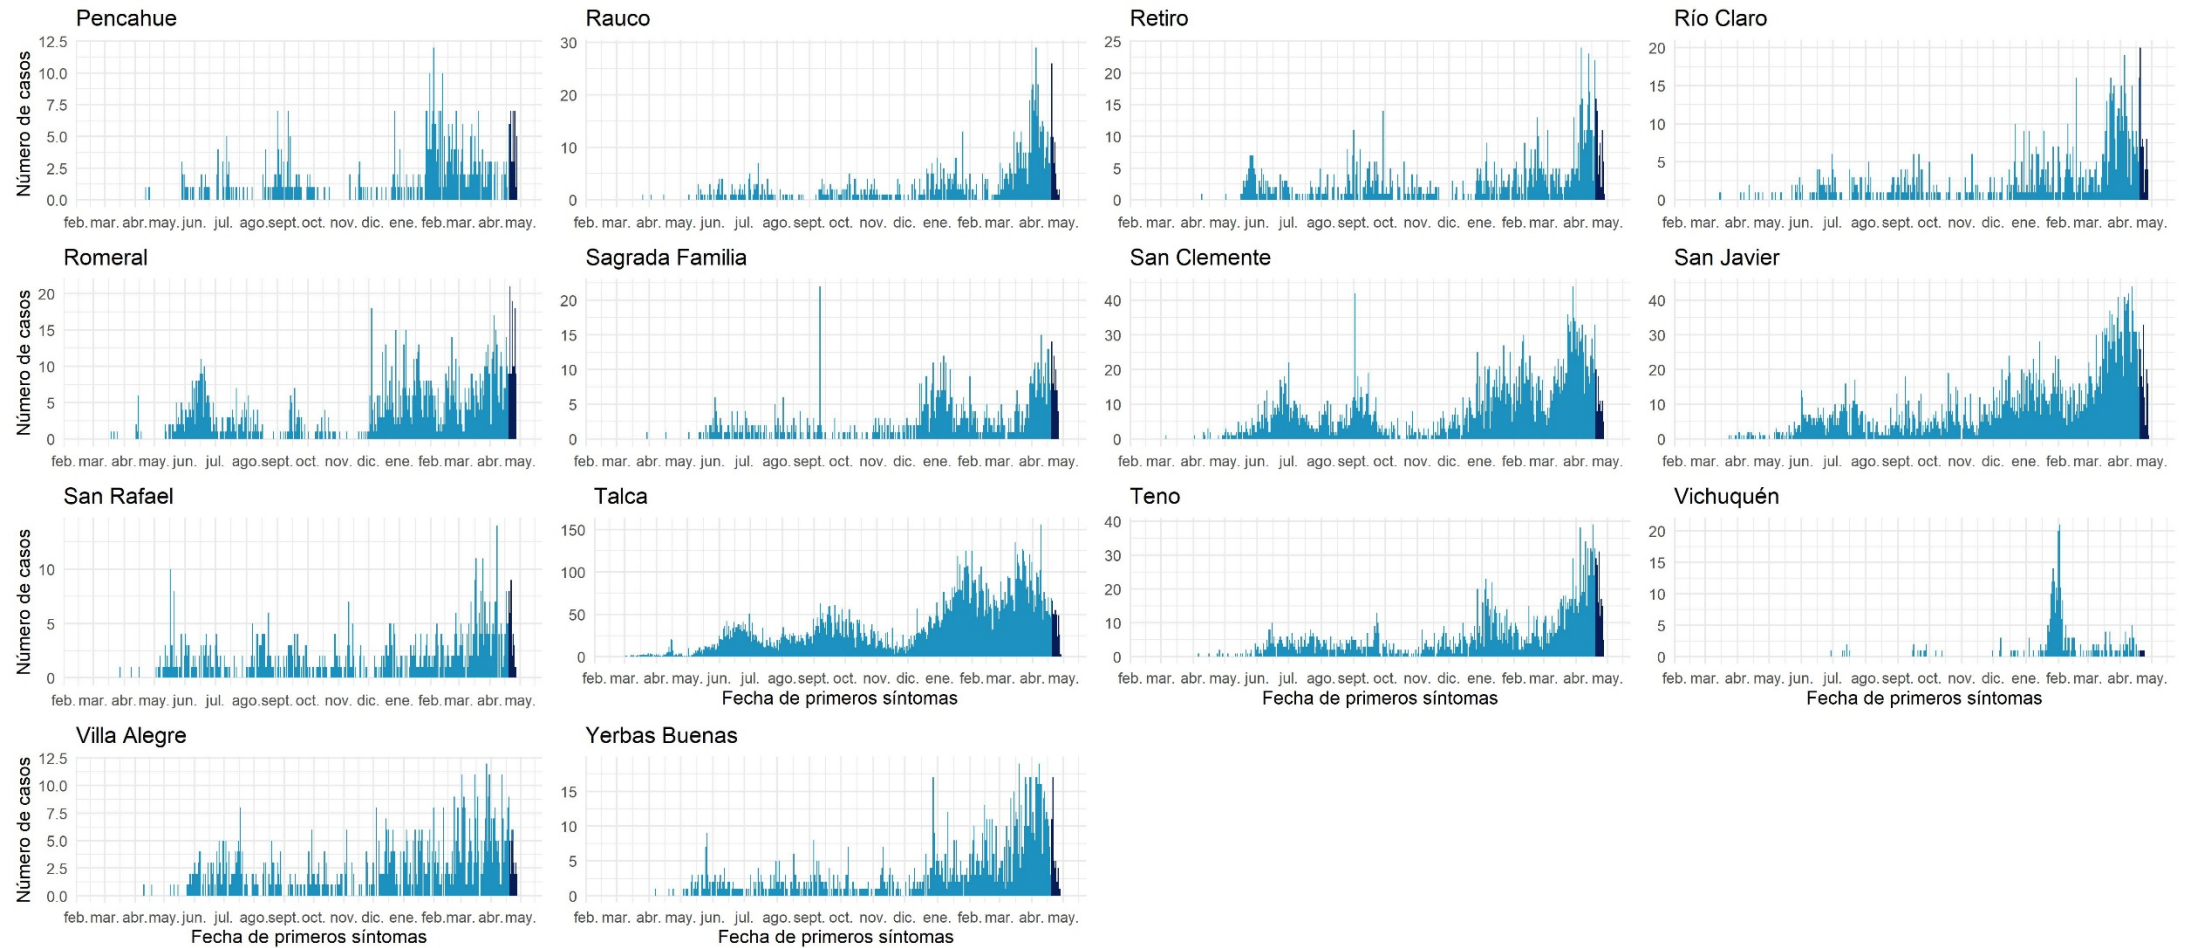 Pencahue
Número de casos
12.5
10.0
7.5
5.0
2.5
0.0
feb. mar. abr. may. jun. jul. ago. sept. oct. nov. dic. ene. feb. mar. abr. may.
Rauco
30
20
10
0
feb. mar. abr. may. jun. jul. ago. sept. oct. nov. dic. ene. feb. mar. abr. may.
Retiro
25
20
15
10
5
0
feb. mar. abr. may. jun. jul. ago. sept. oct. nov. dic. ene. feb. mar. abr. may.
Río Claro
20
15
10
5
0
feb. mar. abr. may. jun. jul. ago. sept. oct. nov. dic. ene. feb. mar. abr. may.
Romeral
Número de casos
20
15
10
5
0
feb. mar. abr. may. jun. jul. ago. sept. oct. nov. dic. ene. feb. mar. abr. may.
Sagrada Familia
20
15
10
5
0
feb. mar. abr. may. jun. jul. ago. sept. oct. nov. dic. ene. feb. mar. abr. may.
San Clemente
40
30
20
10
0
feb. mar. abr. may. jun. jul. ago. sept. oct. nov. dic. ene. feb. mar. abr. may.
San Javier
40
30
20
10
0
feb. mar. abr. may. jun. jul. ago. sept. oct. nov. dic. ene. feb. mar. abr. may.
San Rafael
Número de casos
10
5
0
feb. mar. abr. may. jun. jul. ago. sept. oct. nov. dic. ene. feb. mar. abr. may.
Talca
150
100
50
0
feb. mar. abr. may. jun. jul. ago. sept. oct. nov. dic. ene. feb. mar. abr. may.
Fecha de primeros síntomas
Teno
40
30
20
10
0
feb. mar. abr. may. jun. jul. ago. sept. oct. nov. dic. ene. feb. mar. abr. may.
Fecha de primeros síntomas
Vichuquén
20
15
10
5
0
feb. mar. abr. may. jun. jul. ago. sept. oct. nov. dic. ene. feb. mar. abr. may.
Fecha de primeros síntomas
Villa Alegre
Número de casos
12.5
10.0
7.5
5.0
2.5
0.0
feb. mar. abr. may. jun. jul. ago. sept. oct. nov. dic. ene. feb. mar. abr. may.
Fecha de primeros síntomas
Yerbas Buenas
15
10
5
0
feb. mar. abr. may. jun. jul. ago. sept. oct. nov. dic. ene. feb. mar. abr. may.
Fecha de primeros síntomas